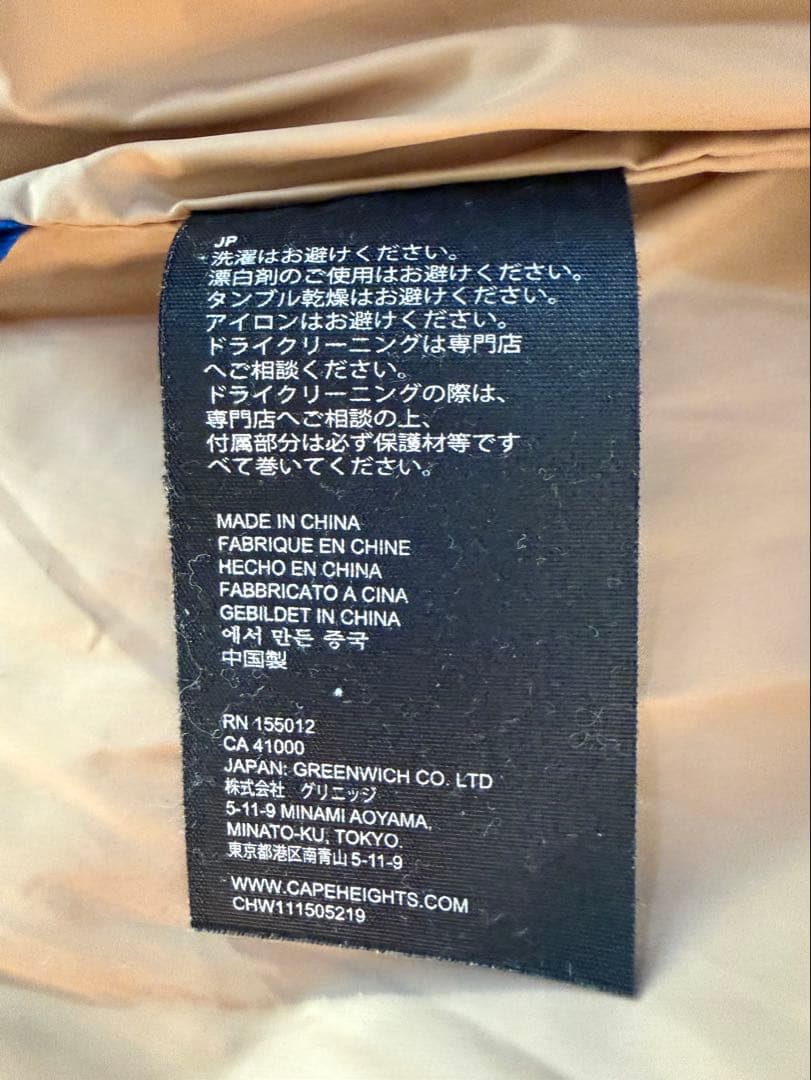 JP
洗濯はお避けください。
漂白剤のご使用はお避けください。
タンブル乾燥はお避けください。
アイロンはお避けください。
ドライクリーニングは専門店
へご相談ください。
ドライクリーニングの際は、
専門店へご相談の上、
付属部分は必ず保護材等です
べて巻いてください。
MADE IN CHINA
FABRIQUE EN CHINE
HECHO EN CHINA
FABBRICATO A CINA
GEBILDET IN CHINA
에서 만든 중국
中国製
RN 155012
CA 41000
JAPAN: GREENWICH CO. LTD
株式会社 グリニッジ
5-11-9 MINAMI AOYAMA,
MINATO-KU, TOKYO.
東京都港区南青山 5-11-9
WWW.CAPEHEIGHTS.COM
CHW111505219